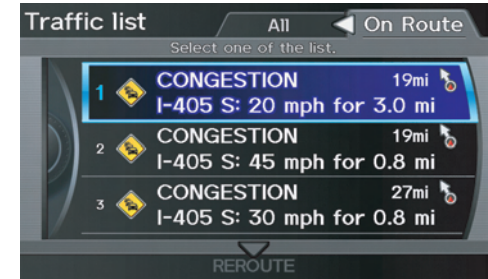 Traffic list All On Route
Select one of the list.
1 CONGESTION 19mi
I-405 S: 20 mph for 3.0 mi
2 CONGESTION 19mi
I-405 S: 45 mph for 0.8 mi
3 CONGESTION 27mi
I-405 S: 30 mph for 0.8 mi
REROUTE